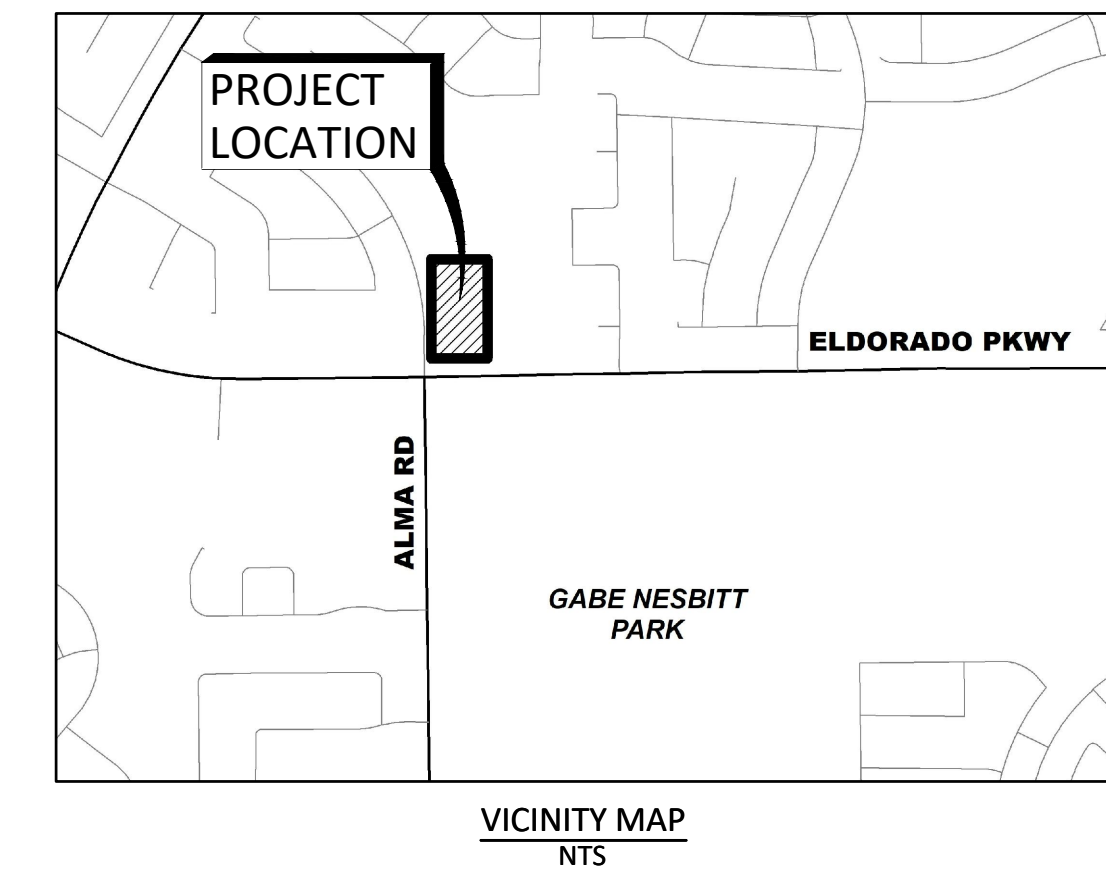 PROJECT
LOCATION
ELDORADO PKWY
ALMA RD
GABE NESBITT
PARK
VICINITY MAP
NTS